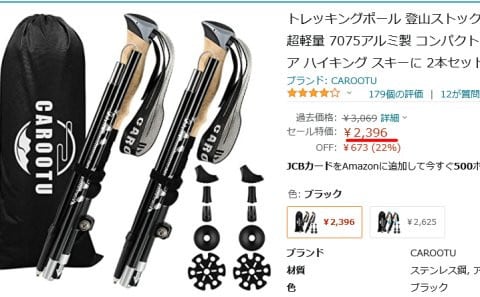 トレッキングポール 登山ストック
超軽量 7075アルミ製 コンパクト
ア ハイキング スキーに 2本セット
ブランド: CAROOTU
179個の評価 | 12が質問
過去価格: ￥3,069 詳細
セール特価: ￥2,396
OFF: ￥673 (22%)
JCBカードをAmazonに追加して今すぐ500ポ
色: ブラック
￥2,396
￥2,625
ブランド CAROOTU
材質 ステンレス鋼, ア
色 ブラック
CAROOTU